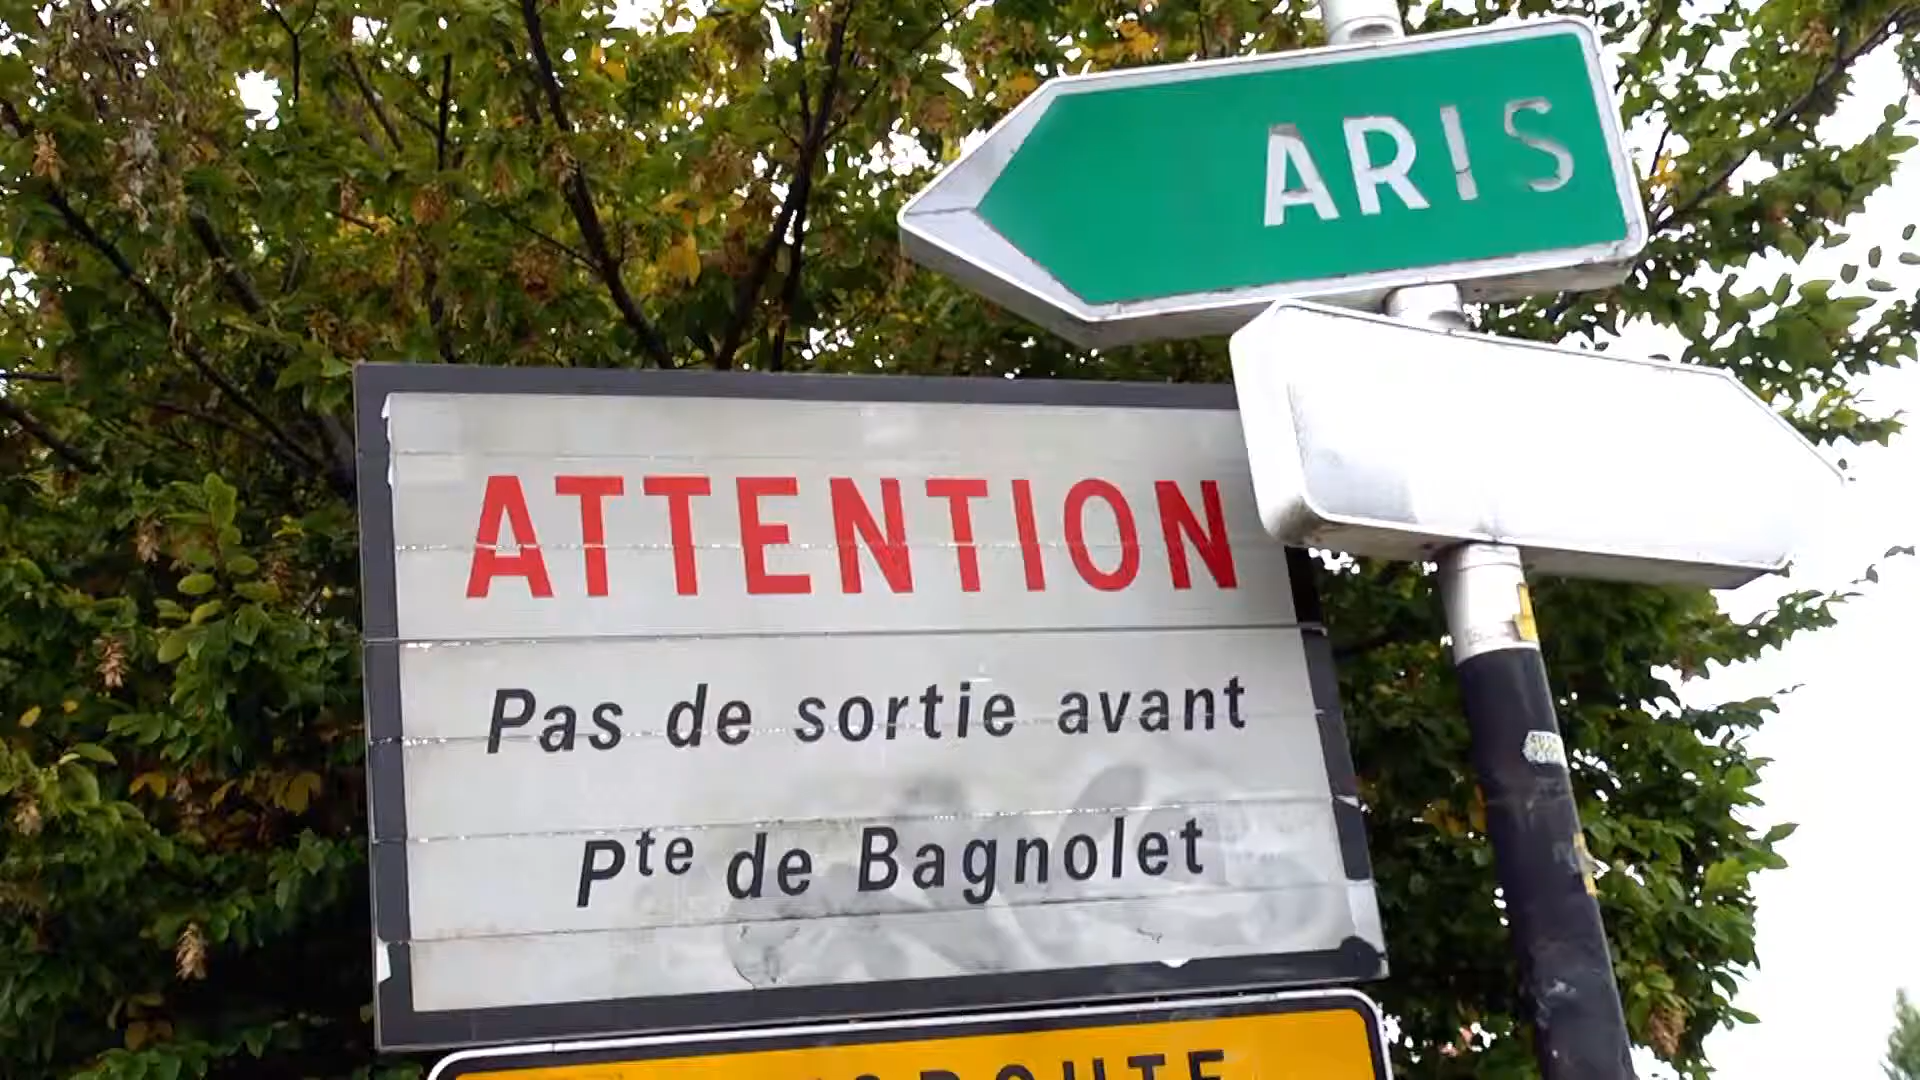 ARIS
ATTENTION
Pas de sortie avant
Pte de Bagnolet